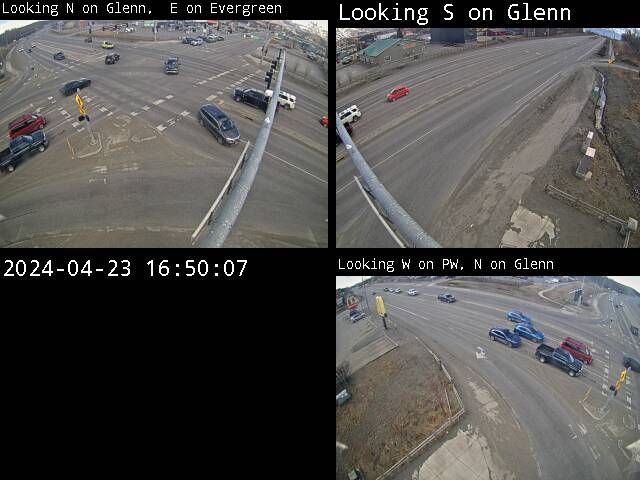 Looking N on Glenn, E on Evergreen
Looking S on Glenn
2024-04-23 16:50:07
Looking W on PW, N on Glenn